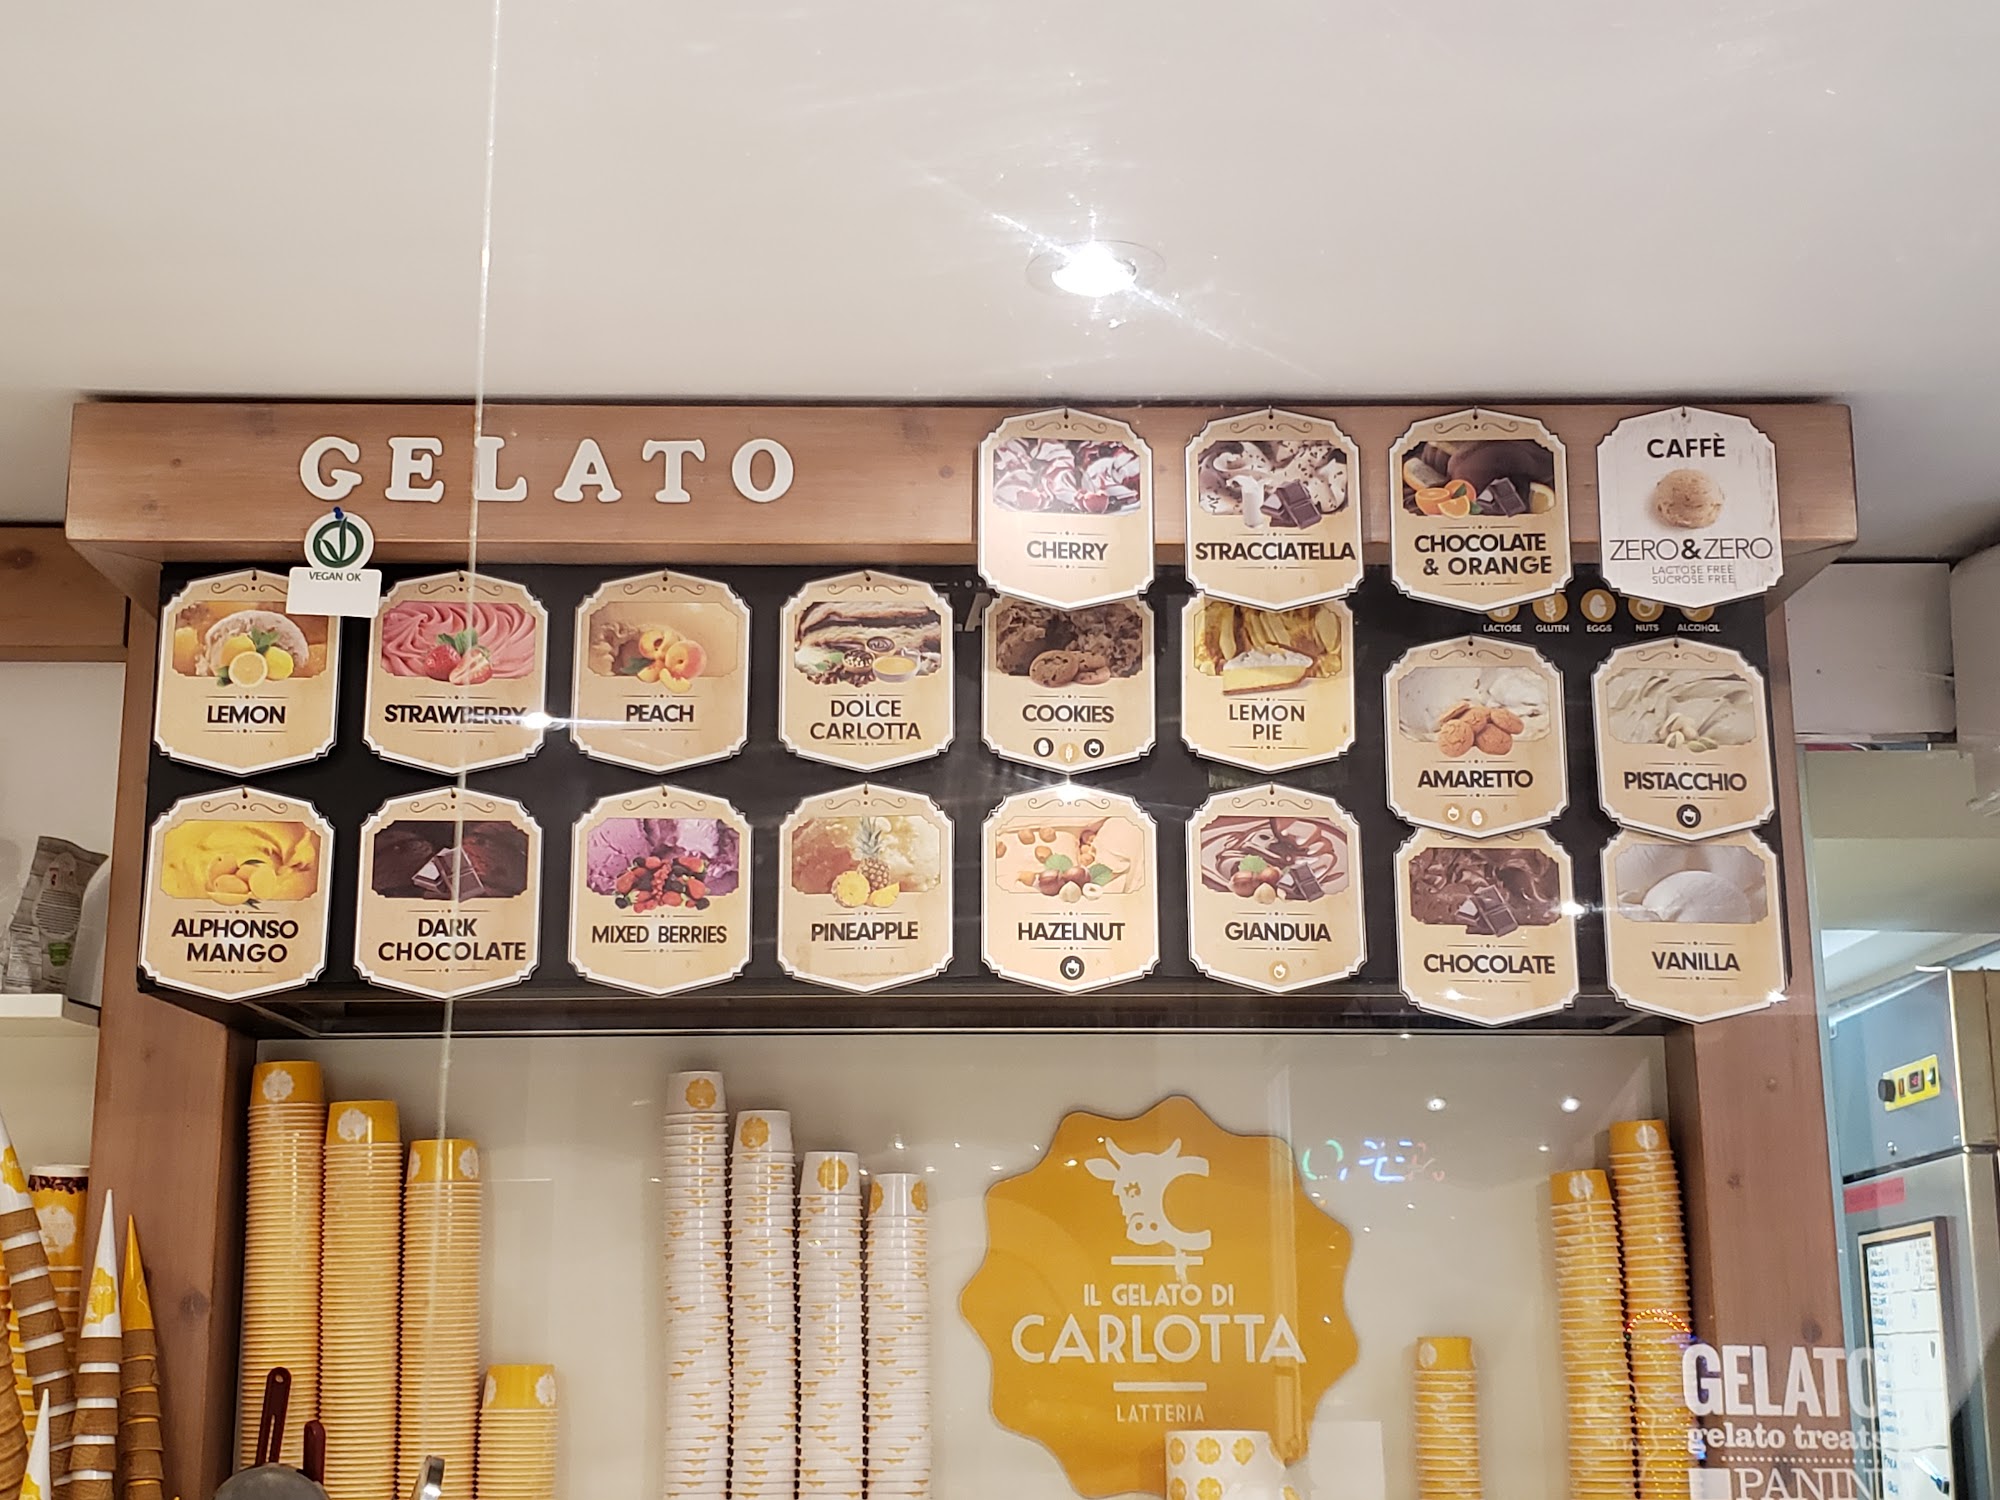 GELATO
VEGAN OK
CHERRY
STRACCIATELLA
CHOCOLATE
& ORANGE
CAFFÈ
ZERO&ZERO
LACTOSE FREE
SUCROSE FREE
LACTOSE GLUTEN EGGS NUTS ALCOHOL
LEMON
STRAWBERRY
PEACH
DOLCE
CARLOTTA
COOKIES
LEMON
PIE
AMARETTO
PISTACCHIO
ALPHONSO
MANGO
DARK
CHOCOLATE
MIXED BERRIES
PINEAPPLE
HAZELNUT
GIANDUIA
CHOCOLATE
VANILLA
IL GELATO DI
CARLOTTA
LATTERIA
GELATO
gelato treats
PANINI